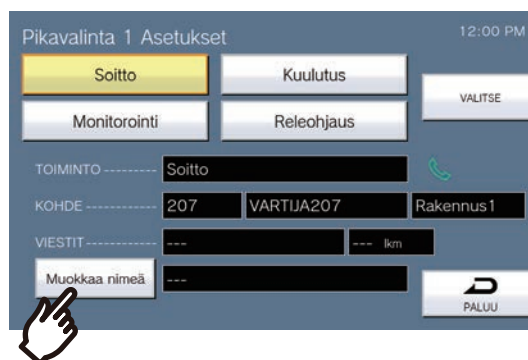 Pikavalinta 1 Asetukset 12:00 PM
Soitto Kuulutus VALITSE
Monitorointi Releohjaus
TOIMINTO --------- Soitto
KOHDE ------------ 207 VARTIJA207 Rakennus1
VIESTIT------------ --- --- lkm
Muokkaa nimeä ---
PALUU